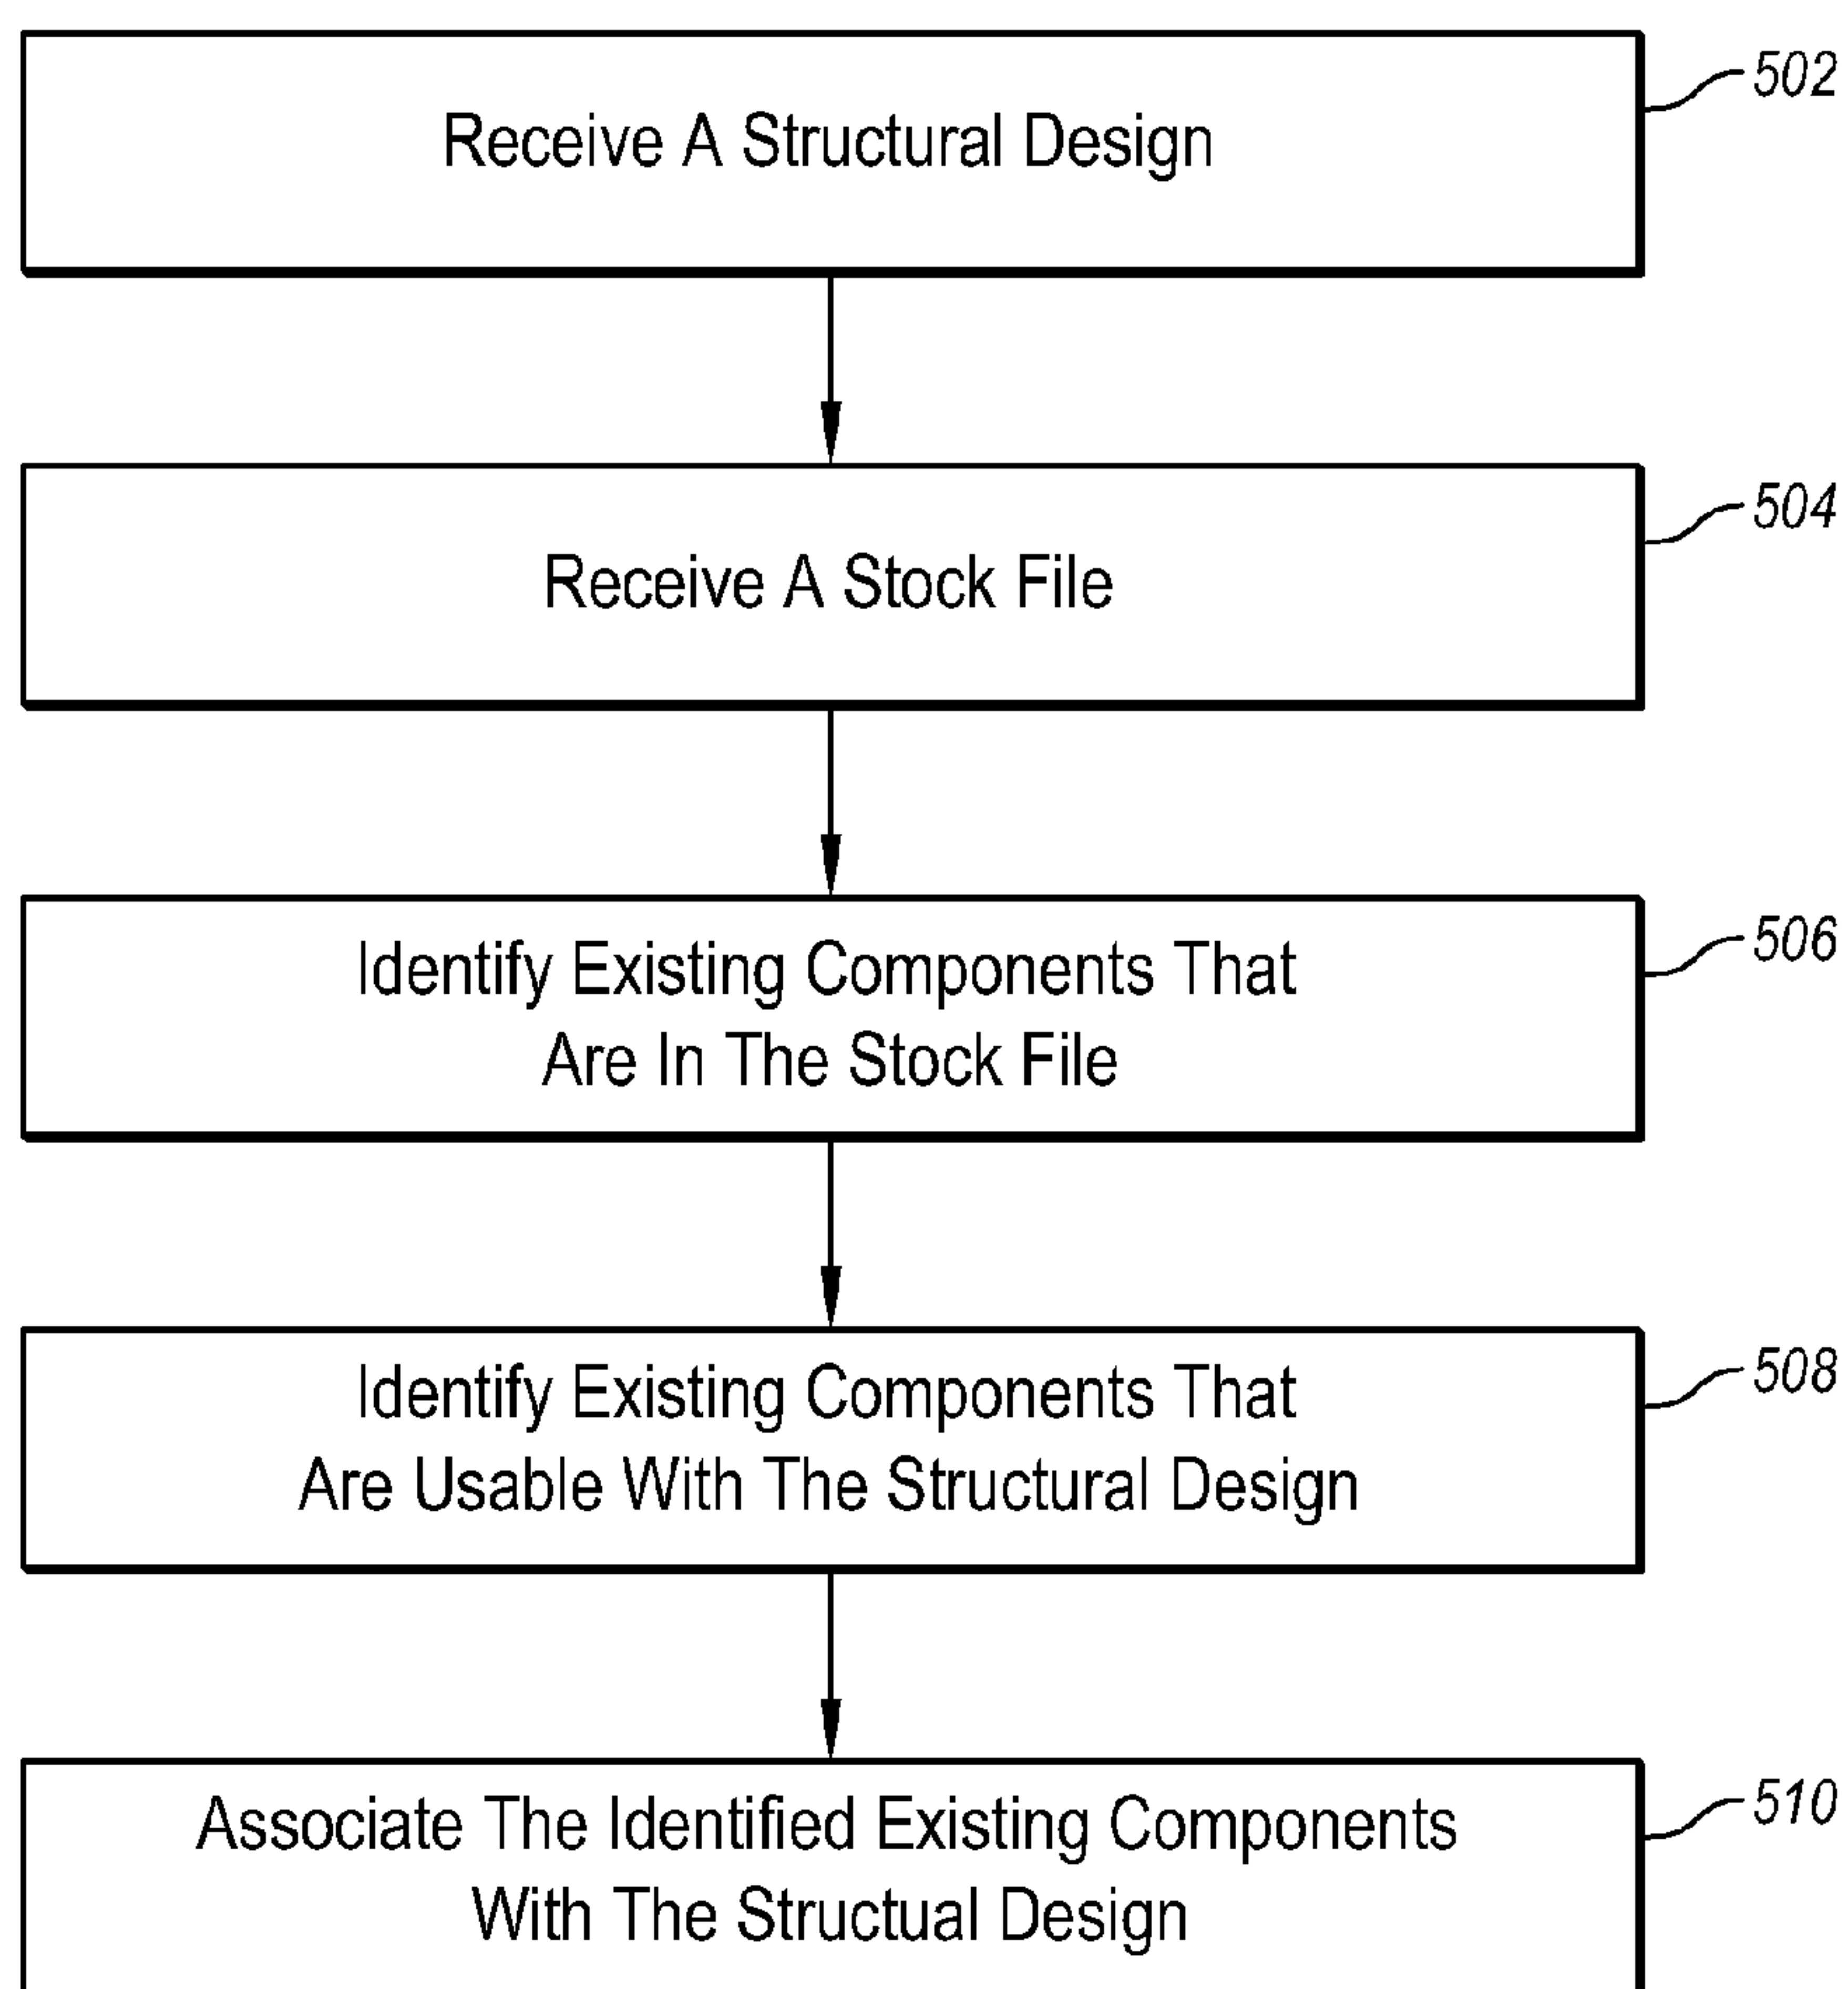 Receive A Structural Design
502
Receive A Stock File
504
Identify Existing Components That
Are In The Stock File
506
Identify Existing Components That
Are Usable With The Structural Design
508
Associate The Identified Existing Components
With The Structual Design
510